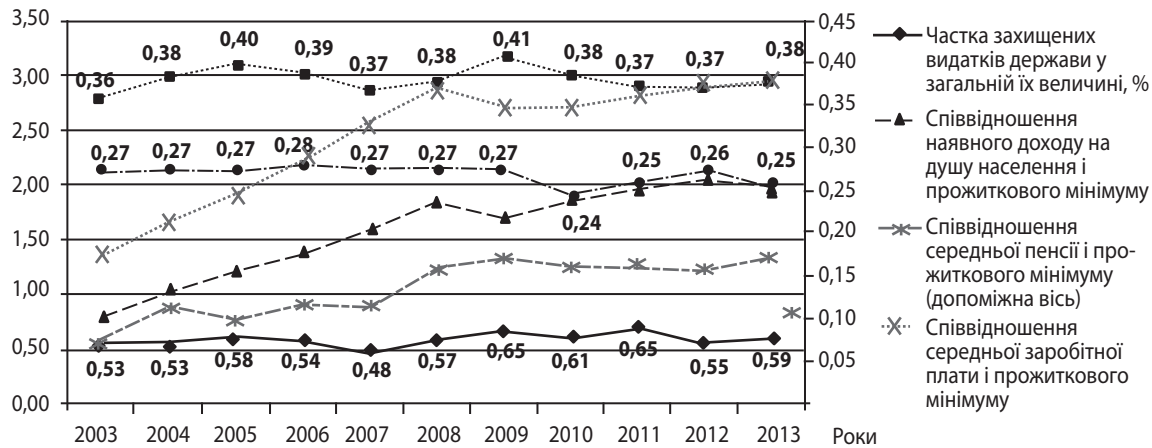 3,50
3,00
2,50
2,00
1,50
1,00
0,50
0,00
0,36 0,38 0,40 0,39 0,37 0,38 0,41 0,38 0,37 0,37 0,38
0,27 0,27 0,27 0,28 0,27 0,27 0,27 0,24 0,25 0,26 0,25
0,53 0,53 0,58 0,54 0,48 0,57 0,65 0,61 0,65 0,55 0,59
0,45
0,40
0,35
0,30
0,25
0,20
0,15
0,10
0,05
2003 2004 2005 2006 2007 2008 2009 2010 2011 2012 2013 Роки
Частка захищених
видатків держави у
загальній їх величині, %
Співвідношення
наявного доходу на
душу населення і
прожиткового мінімуму
Співвідношення
середньої пенсії і про-
житкового мінімуму
(допоміжна вісь)
Співвідношення
середньої заробітної
плати і прожиткового
мінімуму